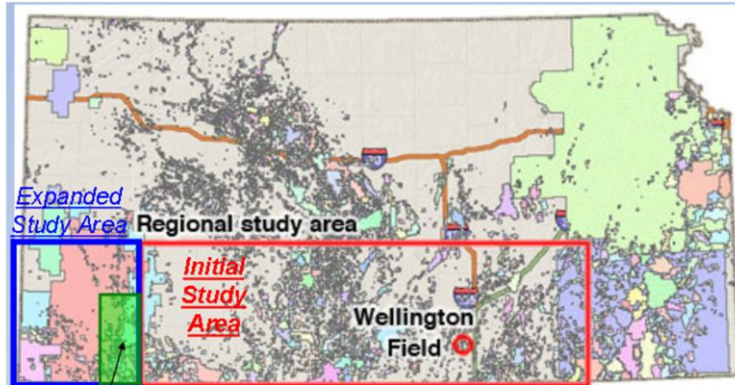 Expanded
Study Area
Regional study area
Initial
Study
Area
Wellington
Field